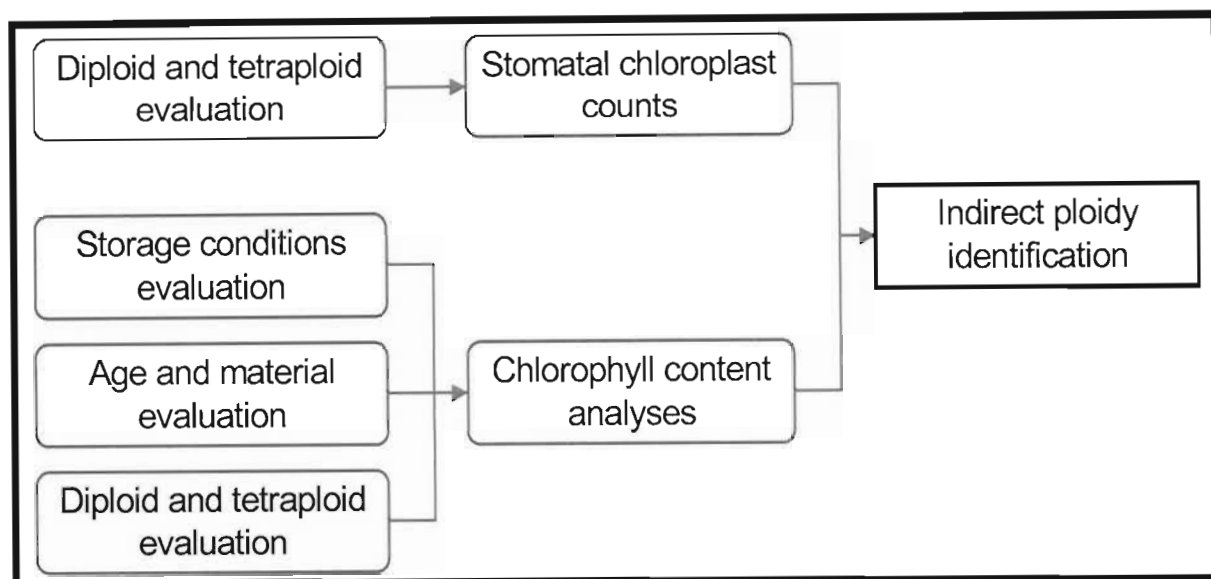 Diploid and tetraploid
evaluation
Stomatal chloroplast
counts
Indirect ploidy
identification
Storage conditions
evaluation
Age and material
evaluation
Chlorophyll content
analyses
Diploid and tetraploid
evaluation